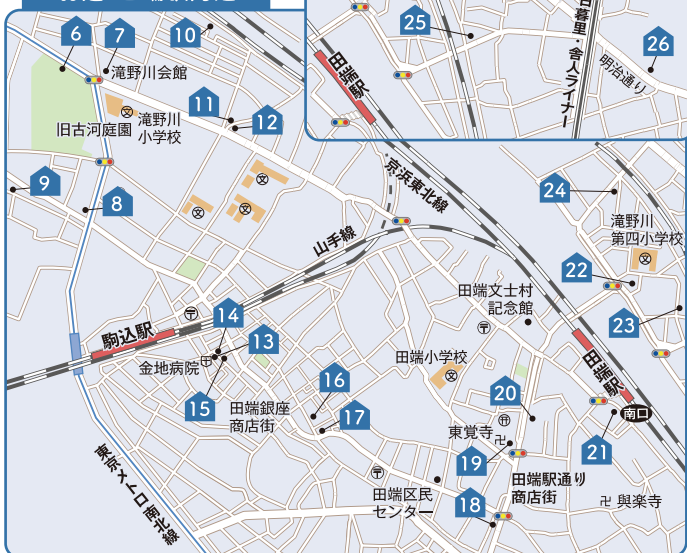 6
7
10
滝野川会館
11
12
旧古河庭園
滝野川
小学校
25
田端駅
日暮里・舎人ライナー
26
明治通り
9
8
京浜東北線
山手線
24
滝野川
第四小学校
22
23
駒込駅
14
13
金地病院
15
田端銀座
商店街
16
17
田端文士村
記念館
田端小学校
田端駅
南口
20
21
東覚寺
19
田端駅通り
商店街
18
田端区民
センター
卍 與楽寺
東京メトロ南北線